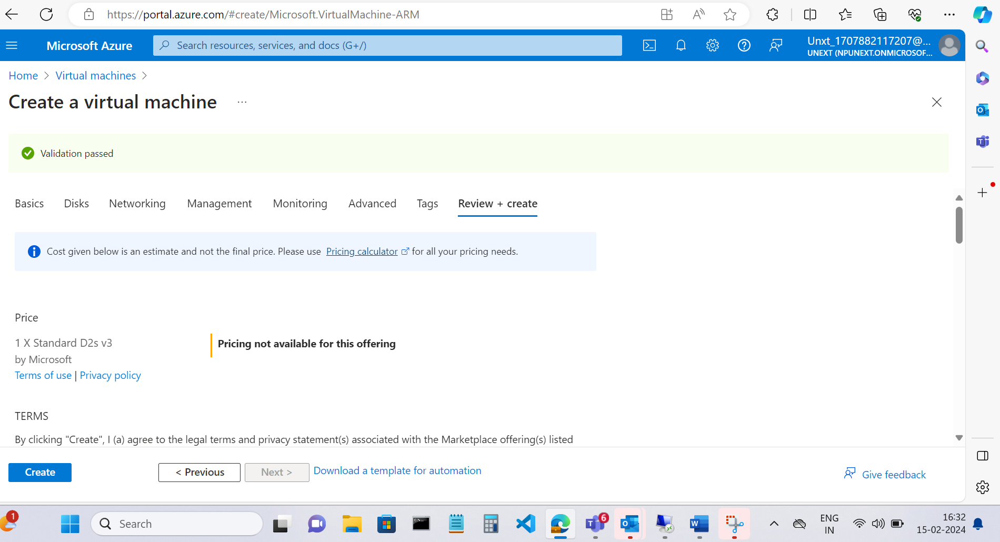 https://portal.azure.com/#create/Microsoft.VirtualMachine-ARM
Microsoft Azure
Search resources, services, and docs (G+/)
Unxt_1707882117207@...
UNEXT (NPUNEXT.ONMICROSOF...
Home > Virtual machines >
Create a virtual machine ...
Validation passed
Basics Disks Networking Management Monitoring Advanced Tags Review + create
Cost given below is an estimate and not the final price. Please use Pricing calculator for all your pricing needs.
Price
1 X Standard D2s v3
by Microsoft
Pricing not available for this offering
Terms of use | Privacy policy
TERMS
By clicking "Create", I (a) agree to the legal terms and privacy statement(s) associated with the Marketplace offering(s) listed
Create < Previous Next > Download a template for automation Give feedback
1
Search
6
ENG
IN
16:32
15-02-2024